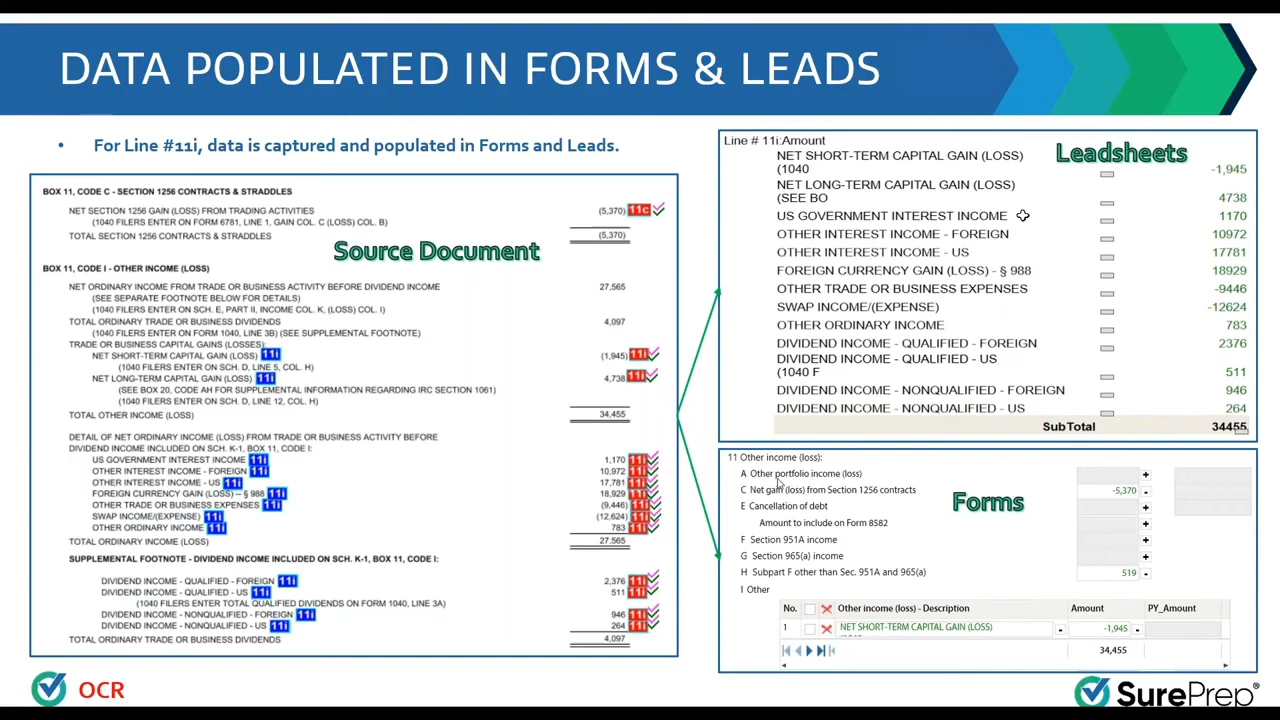 DATA POPULATED IN FORMS & LEADS
• For Line #11i, data is captured and populated in Forms and Leads.
BOX 11, CODE C - SECTION 1256 CONTRACTS & STRADDLES
NET SECTION 1256 GAIN (LOSS) FROM TRADING ACTIVITIES (5,370) 11c
(1040 FILERS ENTER ON FORM 6781, LINE 1, GAIN COL. C (LOSS) COL. B)
TOTAL SECTION 1256 CONTRACTS & STRADDLES (5,370)
Source Document
BOX 11, CODE I - OTHER INCOME (LOSS)
NET ORDINARY INCOME FROM TRADE OR BUSINESS ACTIVITY BEFORE DIVIDEND INCOME 27,565
(SEE SEPARATE FOOTNOTE BELOW FOR DETAILS)
(1040 FILERS ENTER ON SCH. E, PART II, INCOME COL. K, (LOSS) COL. I)
TOTAL ORDINARY TRADE OR BUSINESS DIVIDENDS 4,097
(1040 FILERS ENTER ON FORM 1040, LINE 3B) (SEE SUPPLEMENTAL FOOTNOTE)
TRADE OR BUSINESS CAPITAL GAINS (LOSSES):
NET SHORT-TERM CAPITAL GAIN (LOSS) 11i (1,945) 11i
(1040 FILERS ENTER ON SCH. D, LINE 5, COL. H)
NET LONG-TERM CAPITAL GAIN (LOSS) 11i 4,738 11i
(SEE BOX 20, CODE AH FOR SUPPLEMENTAL INFORMATION REGARDING IRC SECTION 1061)
(1040 FILERS ENTER ON SCH. D, LINE 12, COL. H)
TOTAL OTHER INCOME (LOSS) 34,455
DETAIL OF NET ORDINARY INCOME (LOSS) FROM TRADE OR BUSINESS ACTIVITY BEFORE
DIVIDEND INCOME INCLUDED ON SCH. K-1, BOX 11, CODE I:
US GOVERNMENT INTEREST INCOME 11i 1,170 11i
OTHER INTEREST INCOME - FOREIGN 11i 10,972 11i
OTHER INTEREST INCOME - US 11i 17,781 11i
FOREIGN CURRENCY GAIN (LOSS) -- § 988 11i 18,929 11i
OTHER TRADE OR BUSINESS EXPENSES 11i (9,446) 11i
SWAP INCOME/(EXPENSE) 11i (12,624) 11i
OTHER ORDINARY INCOME 11i 783 11i
TOTAL ORDINARY INCOME (LOSS) 27,565
SUPPLEMENTAL FOOTNOTE - DIVIDEND INCOME INCLUDED ON SCH. K-1, BOX 11, CODE I:
DIVIDEND INCOME - QUALIFIED - FOREIGN 11i 2,376 11i
DIVIDEND INCOME - QUALIFIED - US 11i 511 11i
(1040 FILERS ENTER TOTAL QUALIFIED DIVIDENDS ON FORM 1040, LINE 3A)
DIVIDEND INCOME - NONQUALIFIED - FOREIGN 11i 946 11i
DIVIDEND INCOME - NONQUALIFIED - US 11i 264 11i
TOTAL ORDINARY TRADE OR BUSINESS DIVIDENDS 4,097
Line # 11i:Amount
Leadsheets
NET SHORT-TERM CAPITAL GAIN (LOSS)
(1040 -1,945
NET LONG-TERM CAPITAL GAIN (LOSS)
(SEE BO 4738
US GOVERNMENT INTEREST INCOME 1170
OTHER INTEREST INCOME - FOREIGN 10972
OTHER INTEREST INCOME - US 17781
FOREIGN CURRENCY GAIN (LOSS) - § 988 18929
OTHER TRADE OR BUSINESS EXPENSES -9446
SWAP INCOME/(EXPENSE) -12624
OTHER ORDINARY INCOME 783
DIVIDEND INCOME - QUALIFIED - FOREIGN 2376
DIVIDEND INCOME - QUALIFIED - US
(1040 F 511
DIVIDEND INCOME - NONQUALIFIED - FOREIGN 946
DIVIDEND INCOME - NONQUALIFIED - US 264
SubTotal 34455
11 Other income (loss):
A Other portfolio income (loss)
C Net gain (loss) from Section 1256 contracts -5,370
Forms
E Cancellation of debt
Amount to include on Form 8582
F Section 951A income
G Section 965(a) income
H Subpart F other than Sec. 951A and 965(a) 519
I Other
No. Other income (loss) - Description Amount PY_Amount
1 NET SHORT-TERM CAPITAL GAIN (LOSS) -1,945
34,455
OCR
SurePrep®